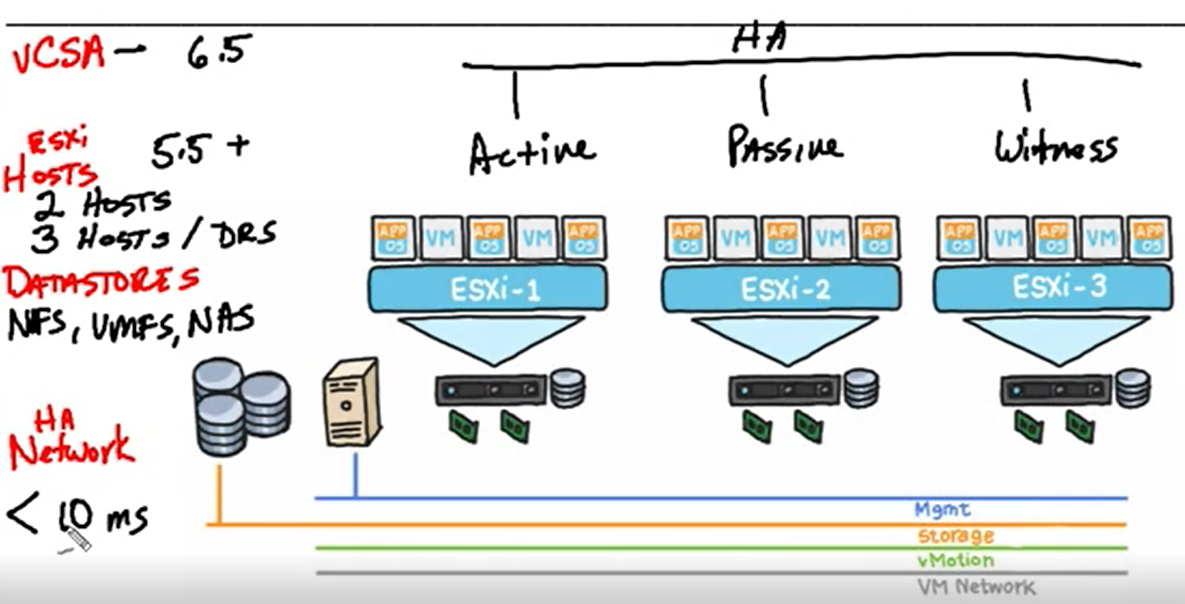 vCSA - 6.5
HA
Active
Passive
Witness
ESXi
HOSTS
5.5 +
2 HOSTS
3 HOSTS / DRS
DATASTORES
NFS, VMFS, NAS
HA
Network
< 10 ms
APP OS VM APP OS VM APP OS
APP OS VM APP OS VM APP OS
APP OS VM APP OS VM APP OS
ESXi-1
ESXi-2
ESXi-3
Mgmt
Storage
vMotion
VM Network